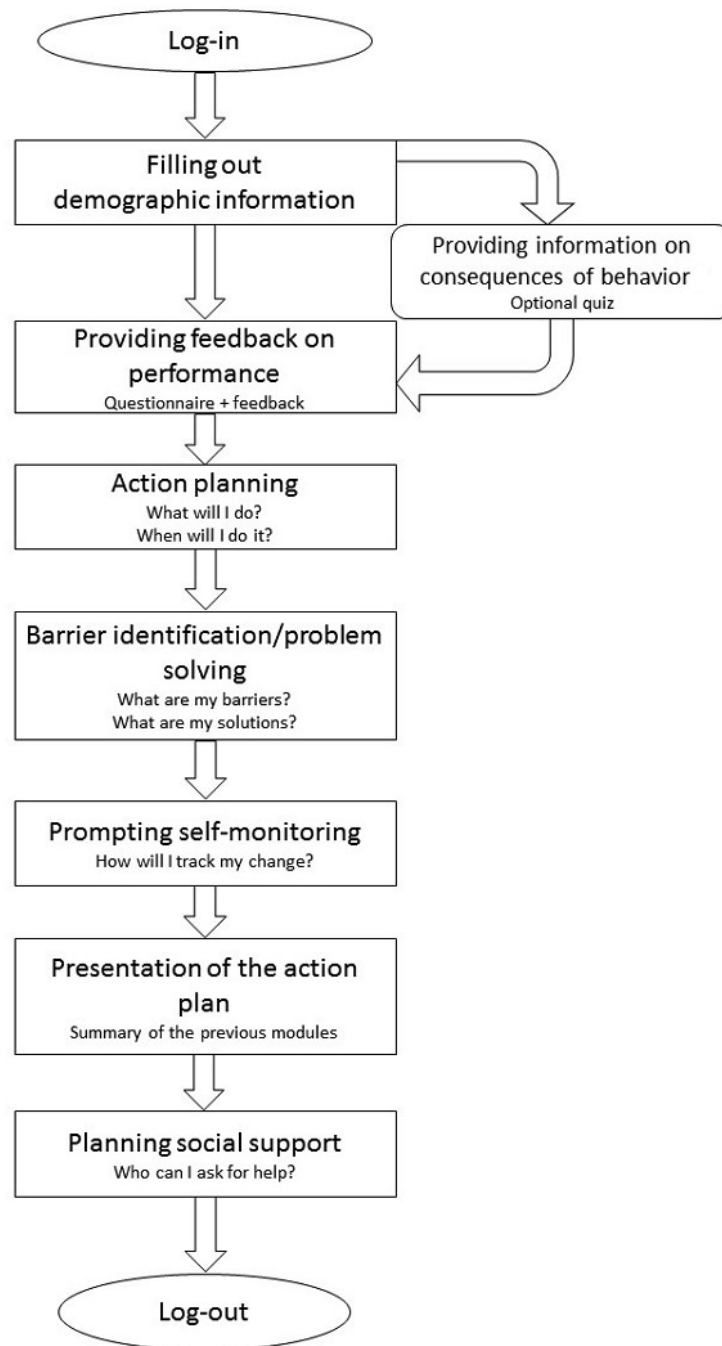 Log-in
Filling out
demographic information
Providing information on
consequences of behavior
Optional quiz
Providing feedback on
performance
Questionnaire + feedback
Action planning
What will I do?
When will I do it?
Barrier identification/problem
solving
What are my barriers?
What are my solutions?
Prompting self-monitoring
How will I track my change?
Presentation of the action
plan
Summary of the previous modules
Planning social support
Who can I ask for help?
Log-out